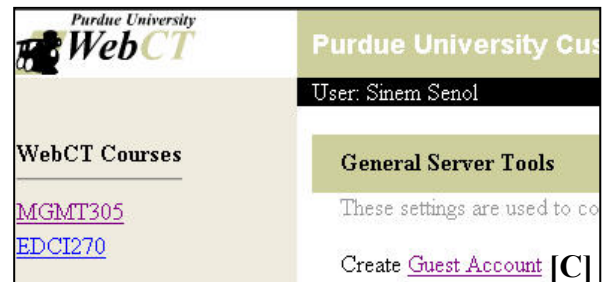 Purdue University
WebCT
Purdue University Cus
User: Sinem Senol
WebCT Courses
MGMT305
EDCI270
General Server Tools
These settings are used to co
Create Guest Account [C]